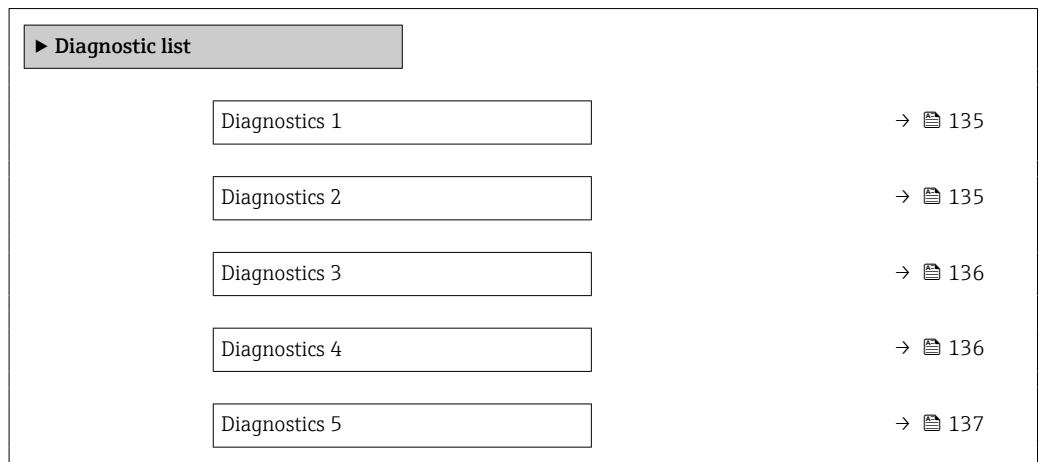 ▶ Diagnostic list
Diagnostics 1 → 🖹 135
Diagnostics 2 → 🖹 135
Diagnostics 3 → 🖹 136
Diagnostics 4 → 🖹 136
Diagnostics 5 → 🖹 137